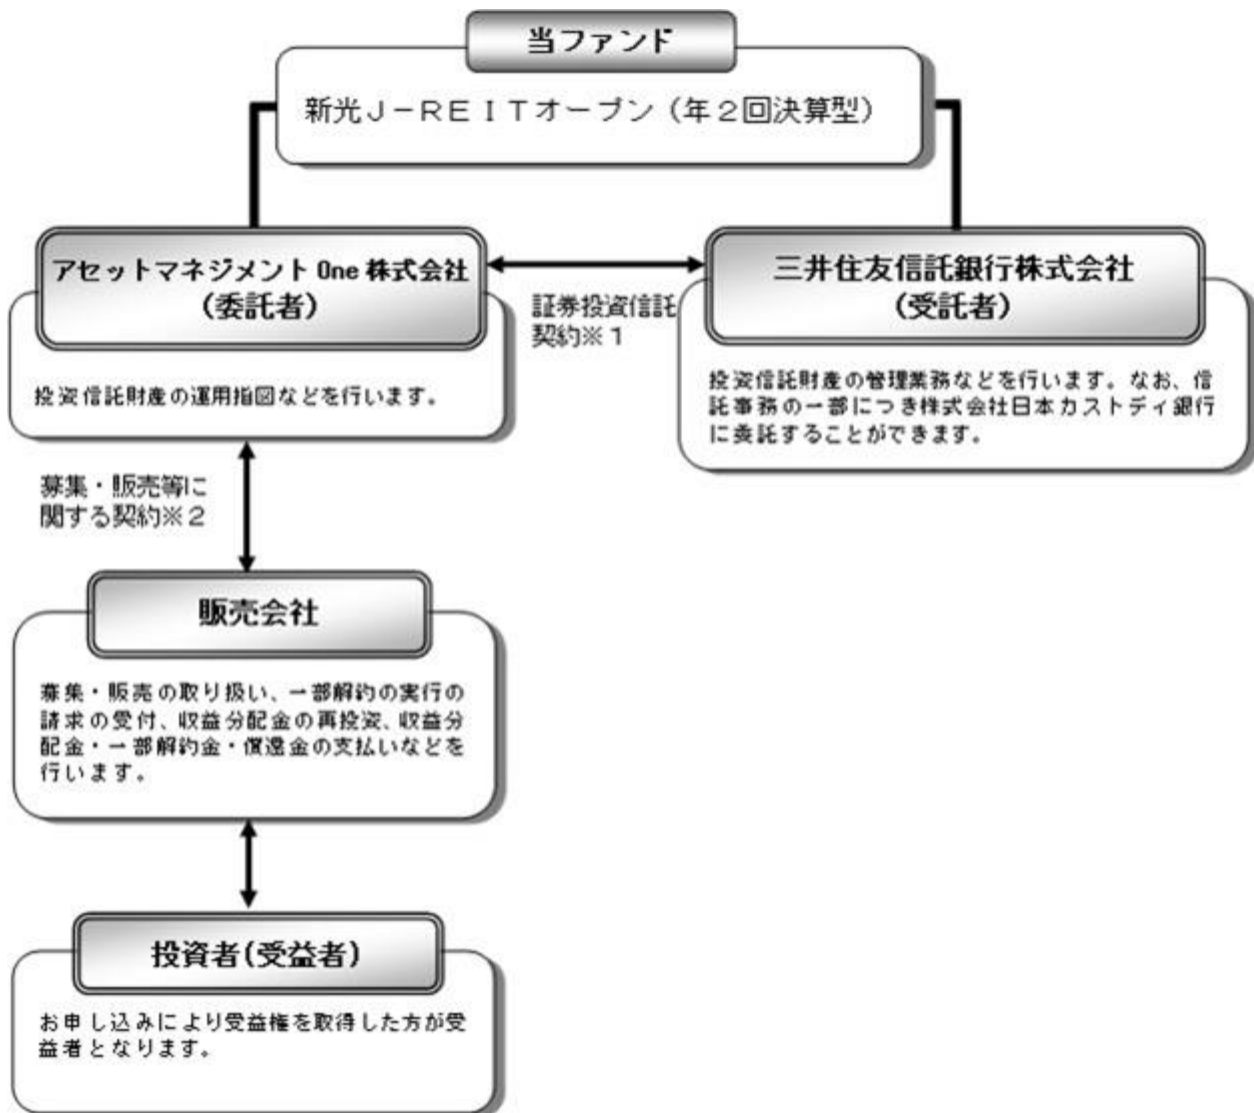 当ファンド
新光J－REITオープン（年2回決算型）
アセットマネジメント One 株式会社
（委託者）
投資信託財産の運用指図などを行います。
証券投資信託
契約※１
三井住友信託銀行株式会社
（受託者）
投資信託財産の管理業務などを行います。なお、信
託事務の一部につき株式会社日本カストディ銀行
に委託することができます。
募集・販売等に
関する契約※２
販売会社
募集・販売の取り扱い、一部解約の実行の
請求の受付、収益分配金の再投資、収益分
配金・一部解約金・償還金の支払いなどを
行います。
投資者（受益者）
お申し込みにより受益権を取得した方が受
益者となります。